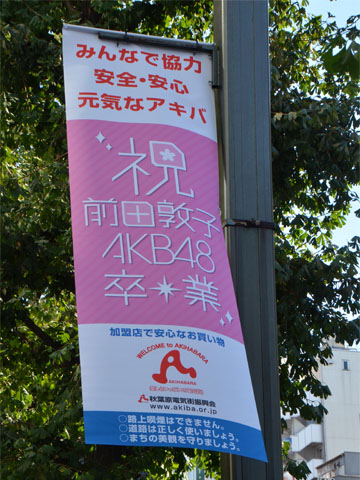 みんなで協力
安全・安心
元気なアキバ
祝
前田敦子
AKB48
卒業
加盟店で安心なお買い物
WELCOME to AKIHABARA
AKIHABARA
秋葉原電気街振興会
www.akiba.or.jp
○路上喫煙はできません。
○道路は正しく使いましょう。
○まちの美観を守りましょう。